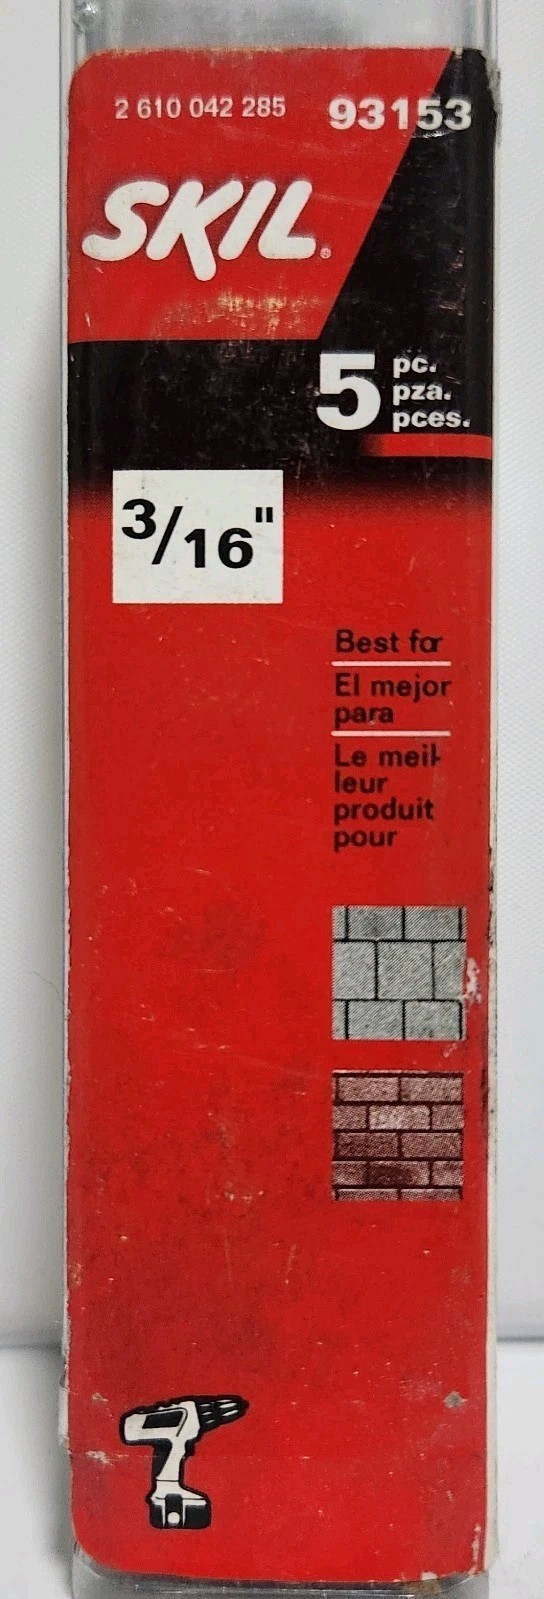 2 610 042 285 93153
SKIL®
5 pc.
pza.
pces.
3/16"
Best for
El mejor
para
Le meil-
leur
produit
pour